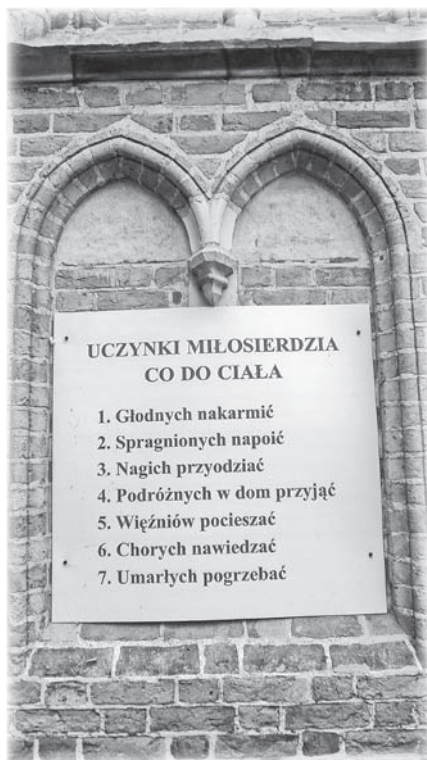 UCZYNKI MIŁOSIERDZIA
CO DO CIAŁA
1. Głodnych nakarmić
2. Spragnionych napoić
3. Nagich przyodziać
4. Podróżnych w dom przyjąć
5. Więźniów pocieszać
6. Chorych nawiedzać
7. Umarłych pogrzebać